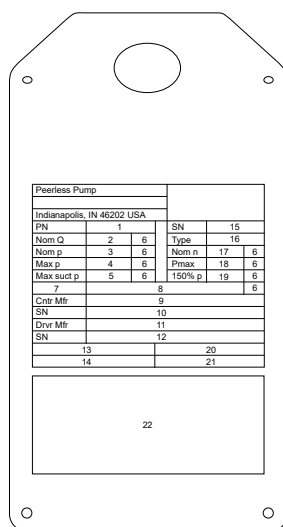 Peerless Pump
Indianapolis, IN 46202 USA
PN 1 SN 15
Nom Q 2 6 Type 16
Nom p 3 6 Nom n 17 6
Max p 4 6 Pmax 18 6
Max suct p 5 6 150% p 19 6
7 8 6
Cntr Mfr 9
SN 10
Drvr Mfr 11
SN 12
13 20
14 21
22